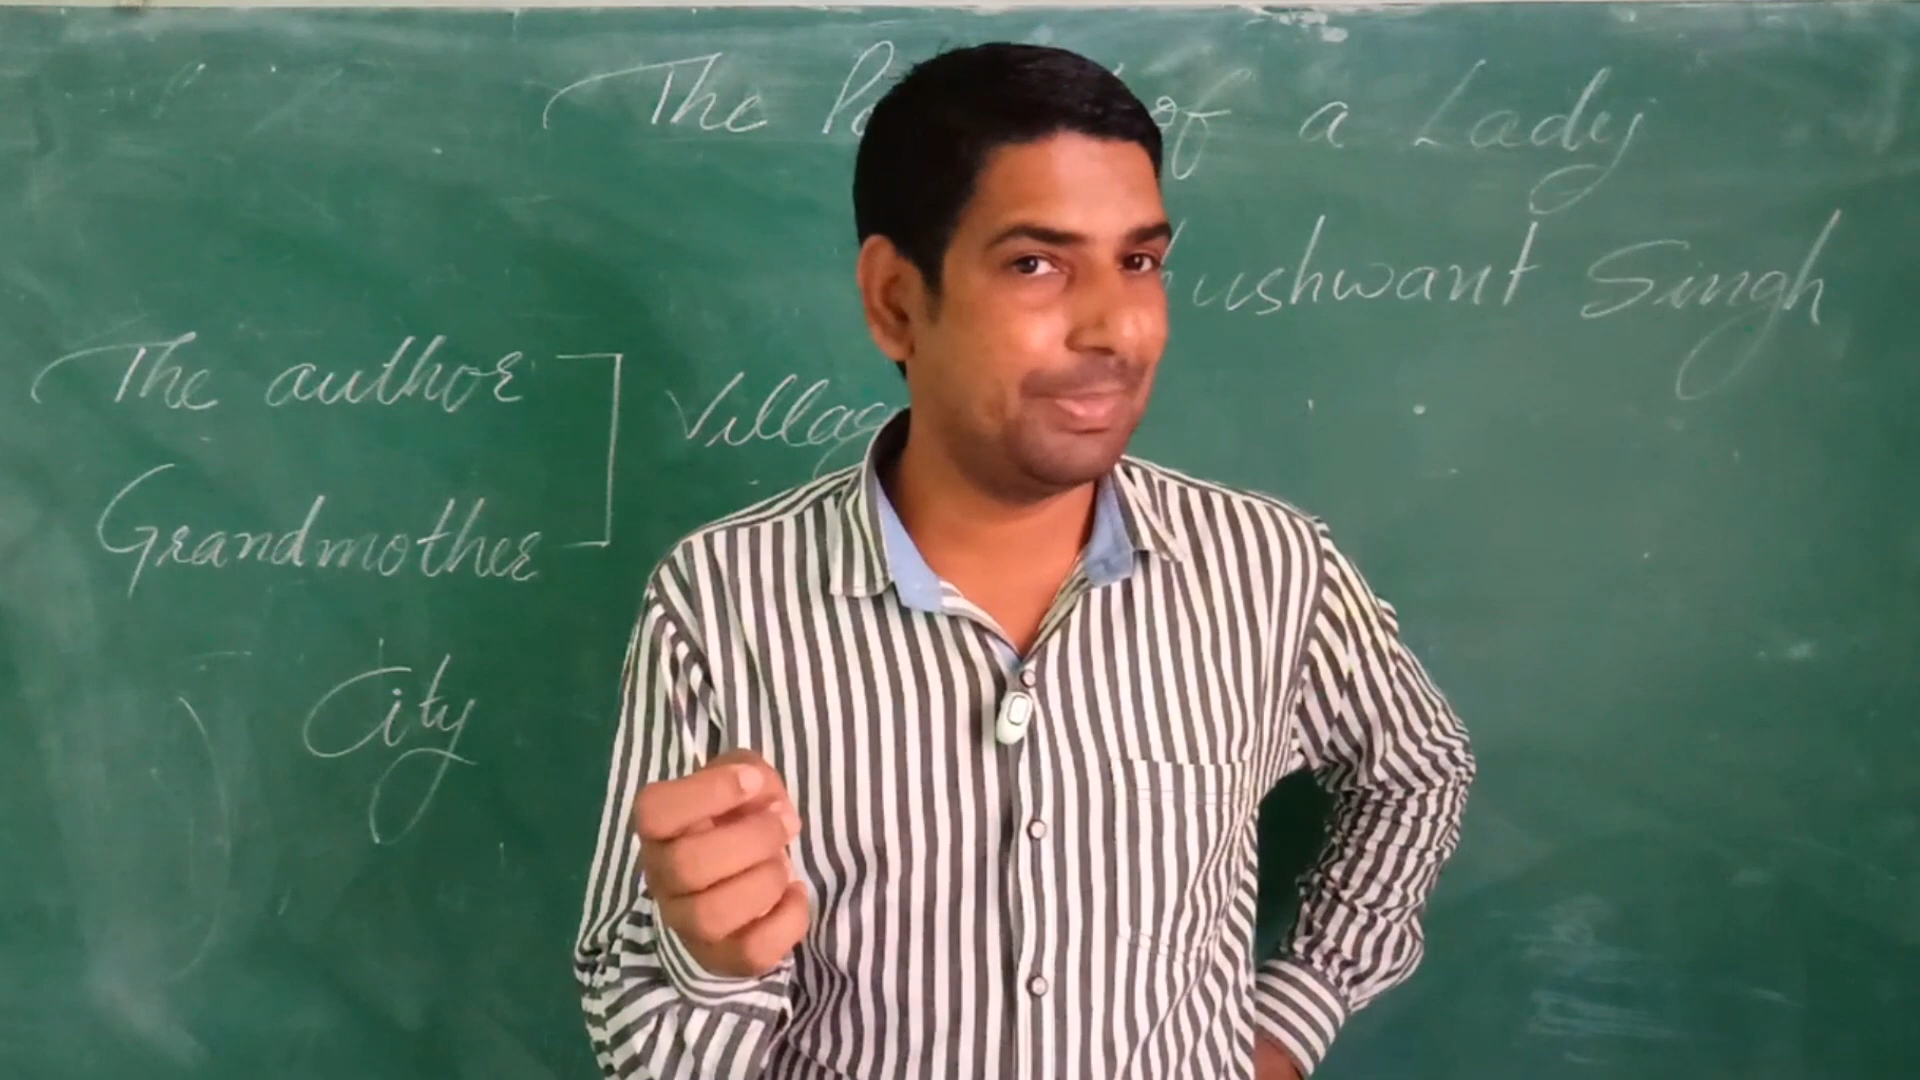 The of a Lady
ushwant Singh
The author
Villag
Grandmother
City